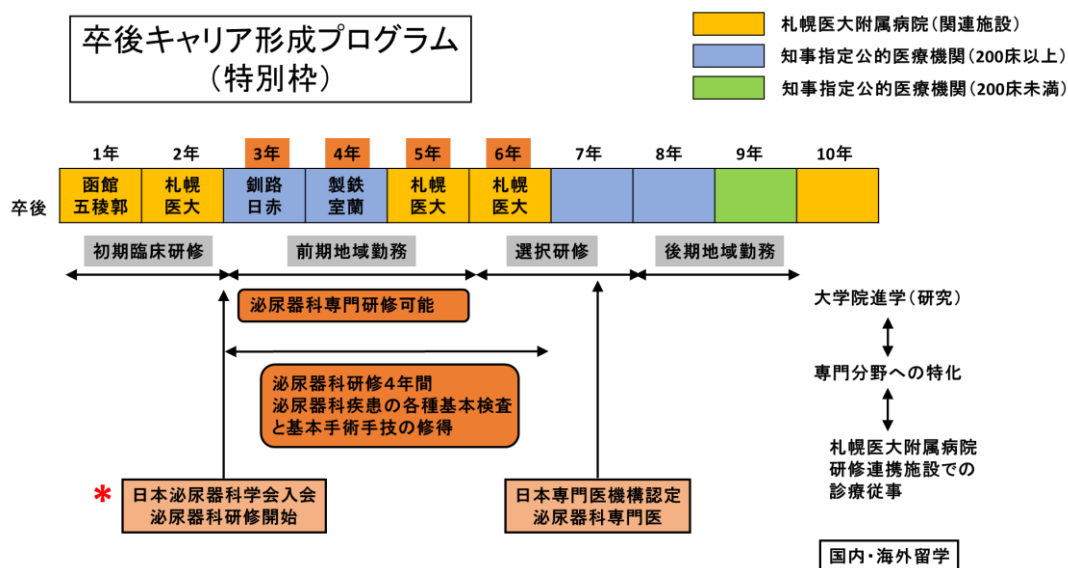 卒後キャリア形成プログラム
(特別枠)
札幌医大附属病院(関連施設)
知事指定公的医療機関(200床以上)
知事指定公的医療機関(200床未満)
1年 2年 3年 4年 5年 6年 7年 8年 9年 10年
卒後
函館
五稜郭
札幌
医大
釧路
日赤
製鉄
室蘭
札幌
医大
札幌
医大
初期臨床研修 前期地域勤務 選択研修 後期地域勤務
泌尿器科専門研修可能
泌尿器科研修4年間
泌尿器科疾患の各種基本検査
と基本手術手技の修得
* 日本泌尿器科学会入会
泌尿器科研修開始
日本専門医機構認定
泌尿器科専門医
大学院進学(研究)
専門分野への特化
札幌医大附属病院
研修連携施設での
診療従事
国内・海外留学